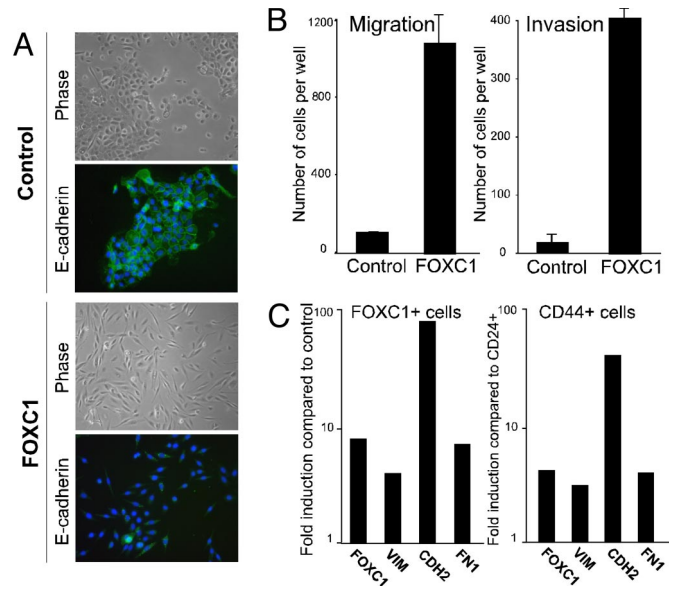 A
Control
Phase
E-cadherin
FOXC1
Phase
E-cadherin
B
Migration
Number of cells per well
1200
800
400
0
Control FOXC1
Invasion
Number of cells per well
400
300
200
100
0
Control FOXC1
C
FOXC1+ cells
Fold induction compared to control
100
10
1
FOXC1 VIM CDH2 FN1
CD44+ cells
Fold induction compared to CD24+
100
10
1
FOXC1 VIM CDH2 FN1